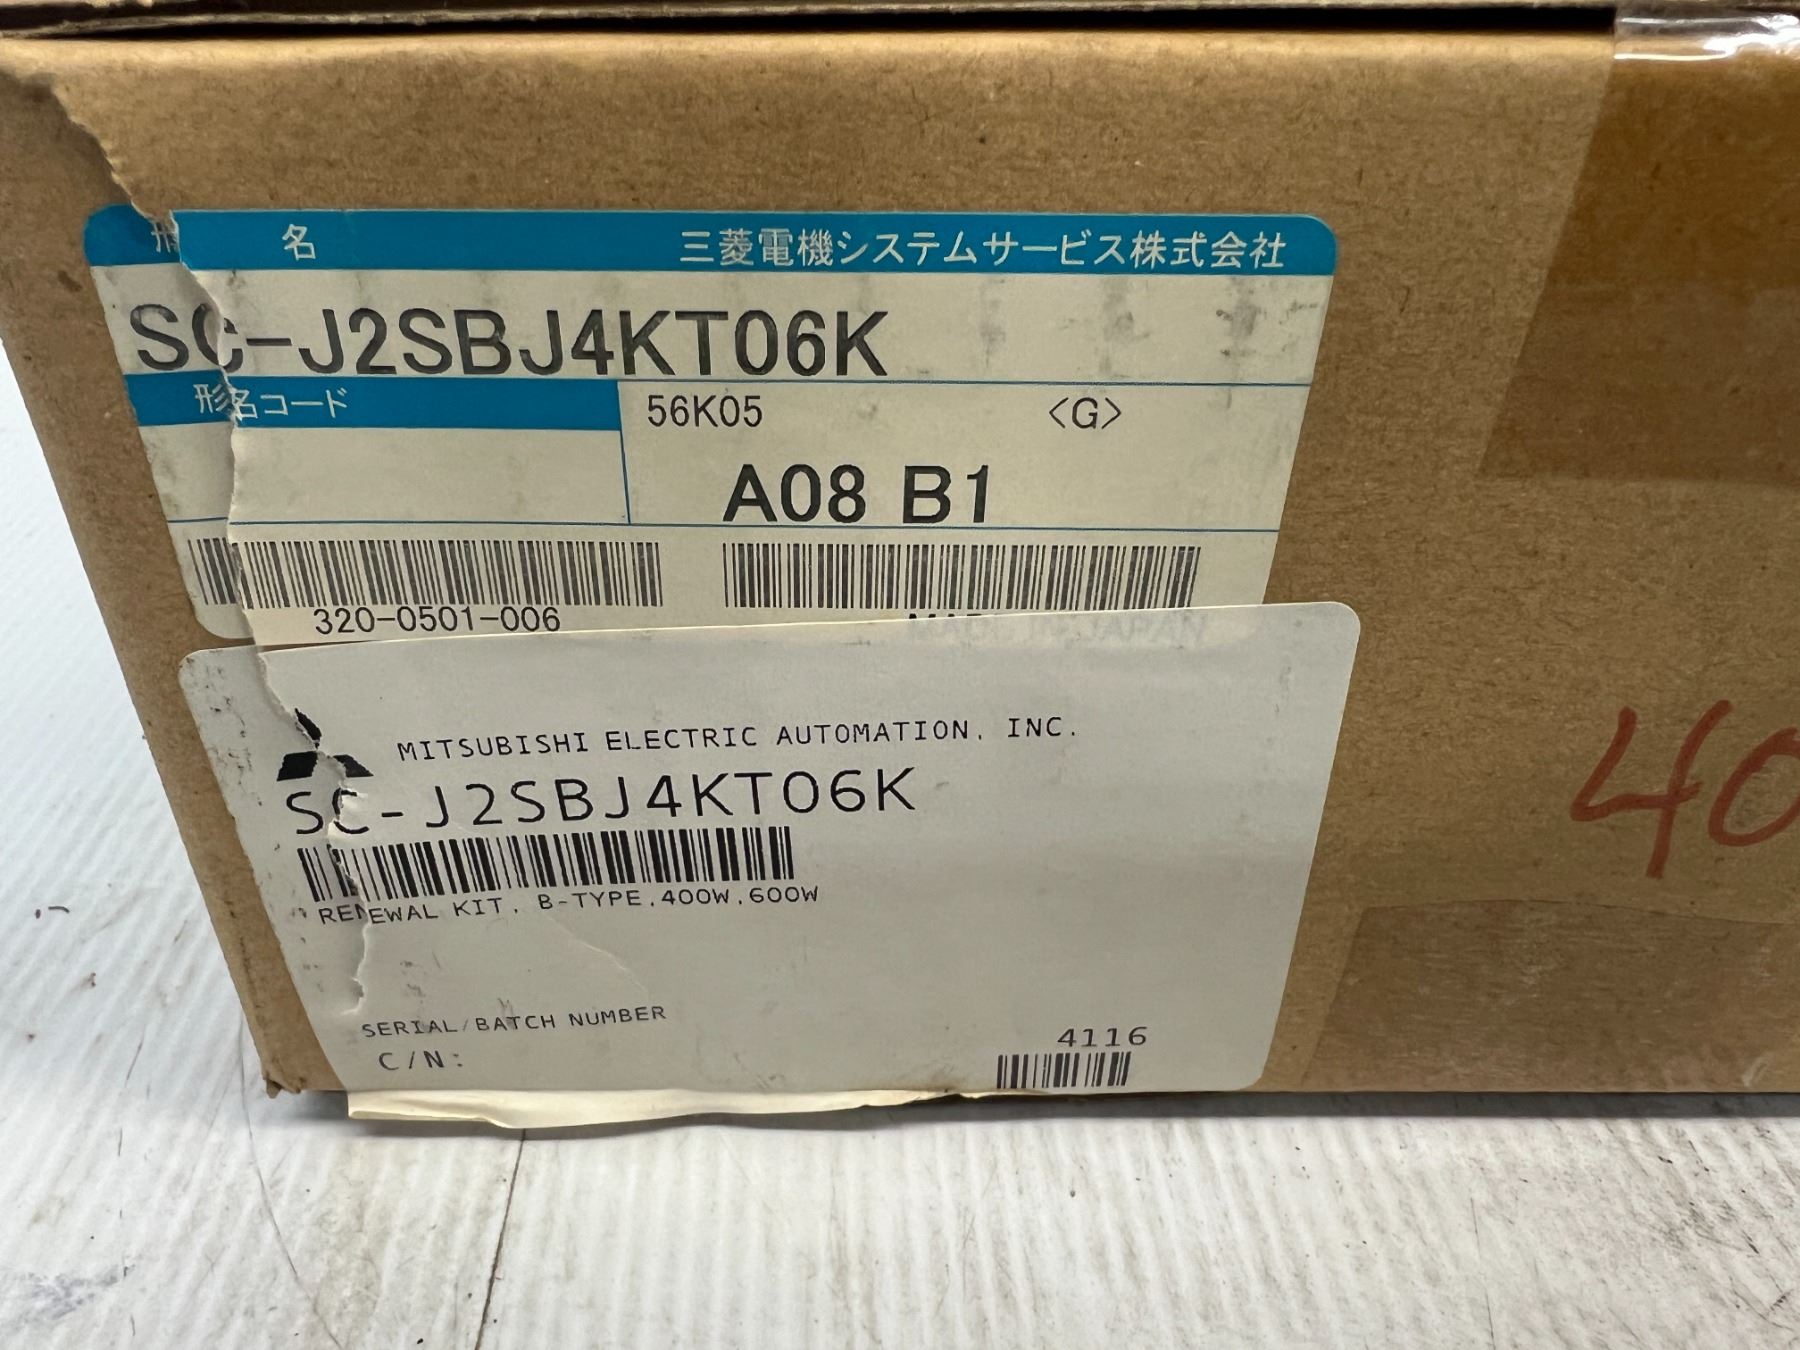 形 名 三菱電機システムサービス株式会社
SC-J2SBJ4KT06K
形名コード 56K05 <G>
A08 B1
320-0501-006
MITSUBISHI ELECTRIC AUTOMATION, INC.
SC-J2SBJ4KT06K
RENEWAL KIT, B-TYPE,400W,600W
SERIAL/BATCH NUMBER
C/N:
4116
40